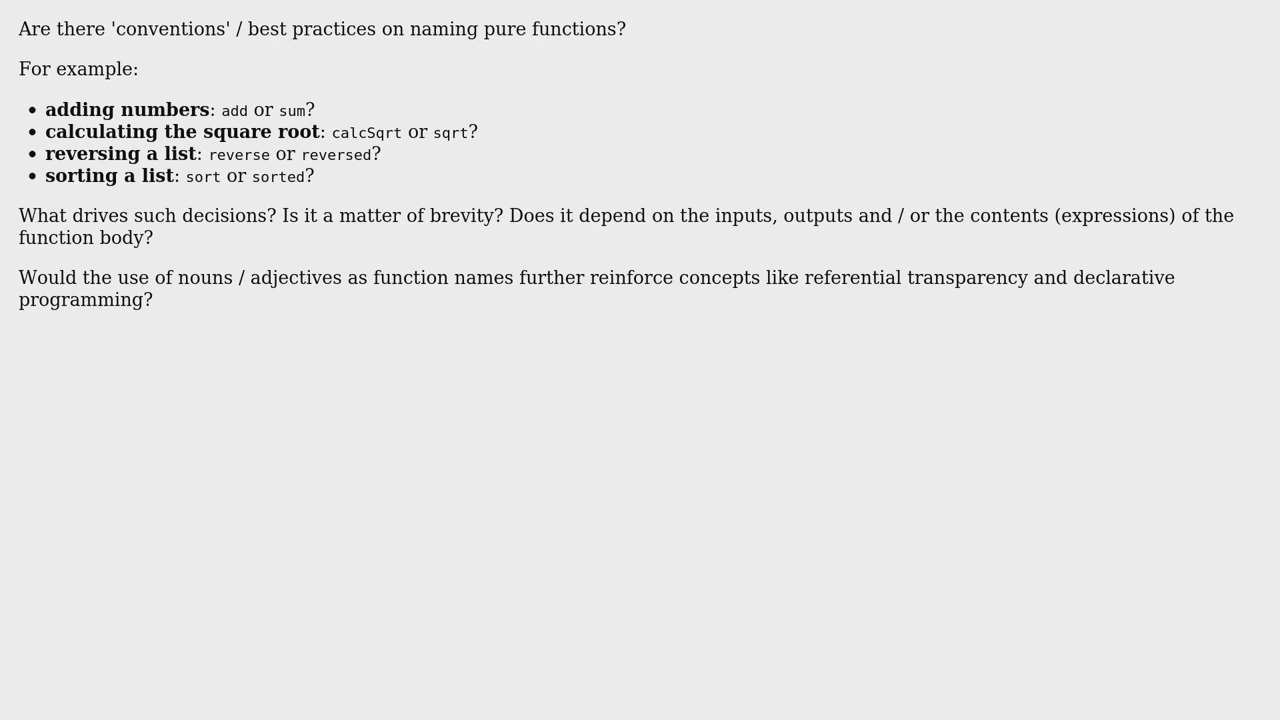 Are there 'conventions' / best practices on naming pure functions?
For example:
• adding numbers: add or sum?
• calculating the square root: calcSqrt or sqrt?
• reversing a list: reverse or reversed?
• sorting a list: sort or sorted?
What drives such decisions? Is it a matter of brevity? Does it depend on the inputs, outputs and / or the contents (expressions) of the
function body?
Would the use of nouns / adjectives as function names further reinforce concepts like referential transparency and declarative
programming?